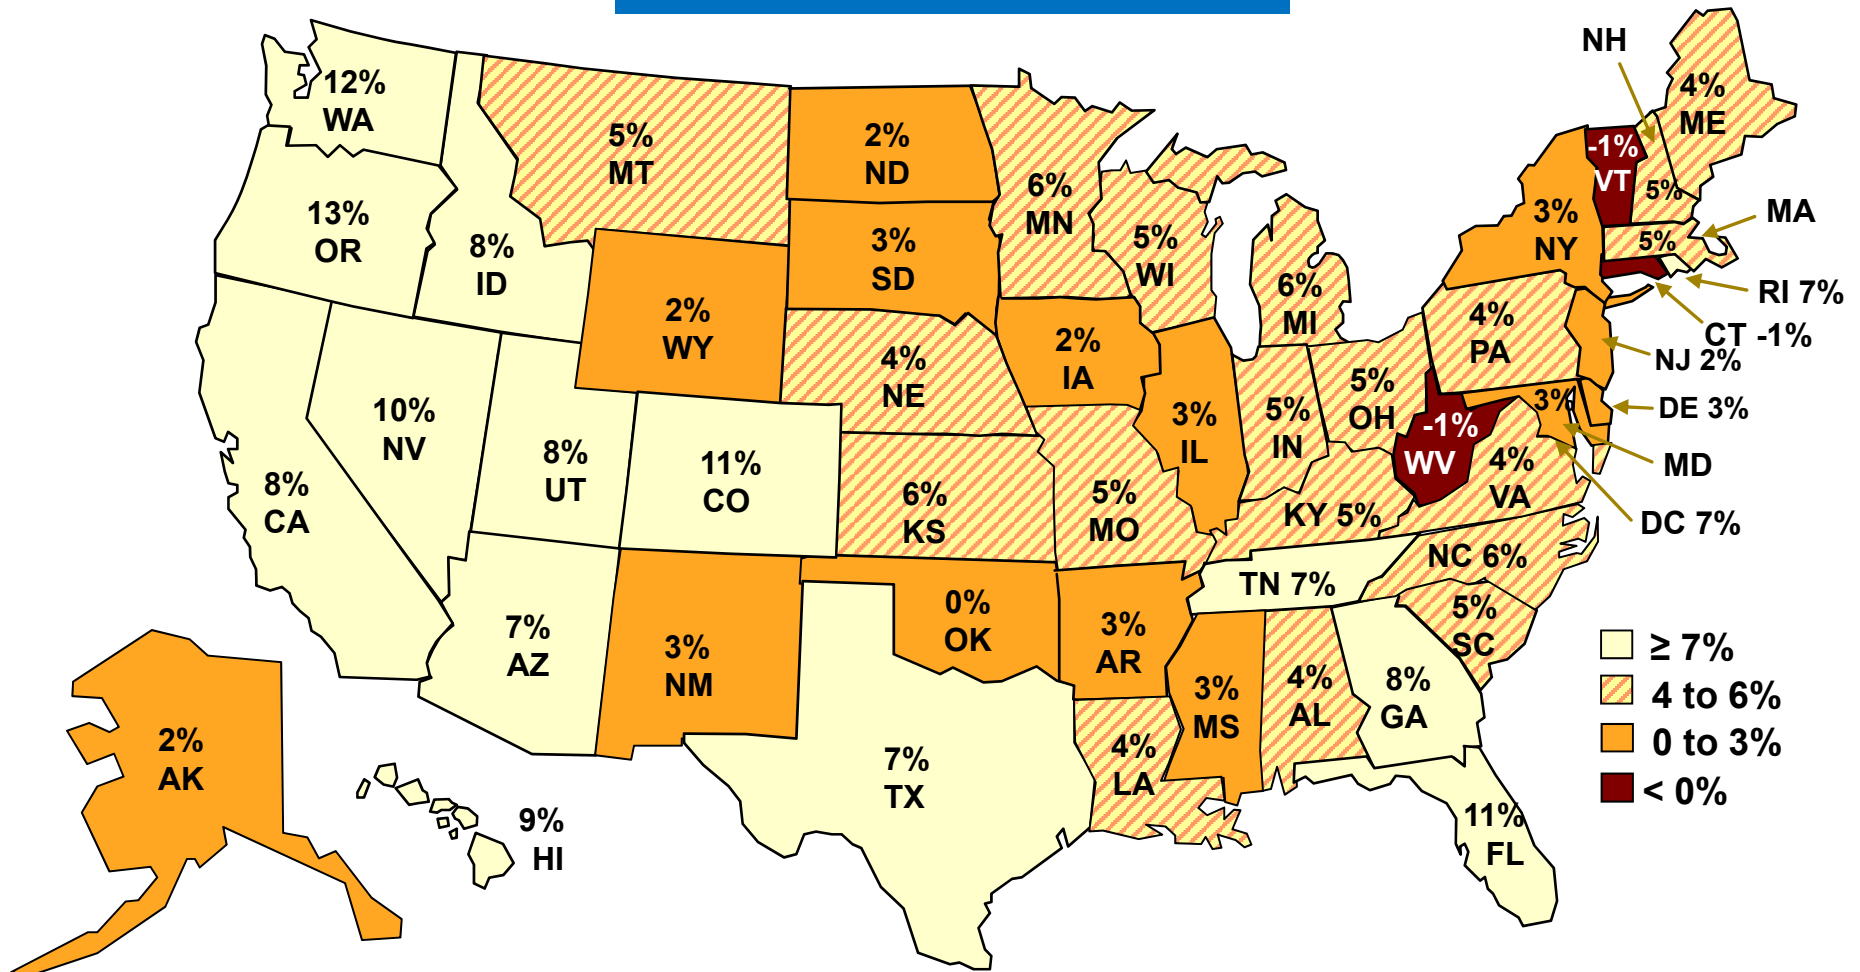 12%
WA
13%
OR
8%
ID
5%
MT
2%
ND
3%
SD
6%
MN
5%
WI
6%
MI
2%
WY
4%
NE
2%
IA
3%
IL
5%
IN
5%
OH
4%
PA
3%
NY
-1%
VT
NH
5%
4%
ME
MA
5%
RI 7%
CT -1%
NJ 2%
DE 3%
3%
MD
DC 7%
-1%
WV
4%
VA
KY 5%
NC 6%
TN 7%
5%
SC
8%
CA
10%
NV
8%
UT
11%
CO
6%
KS
5%
MO
7%
AZ
3%
NM
0%
OK
3%
AR
7%
TX
4%
LA
3%
MS
4%
AL
8%
GA
11%
FL
2%
AK
9%
HI
≥ 7%
4 to 6%
0 to 3%
< 0%